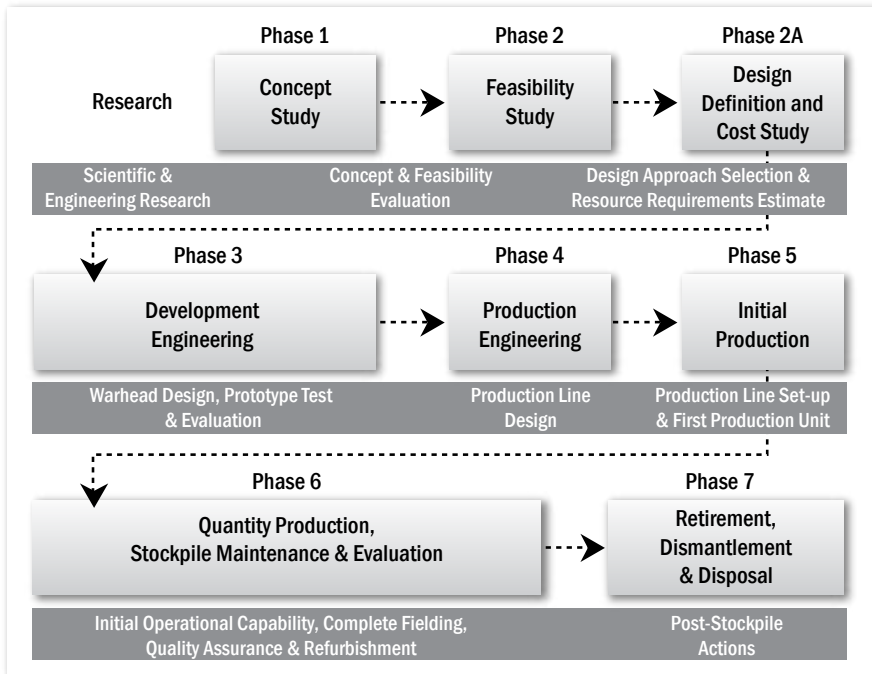 Phase 1
Phase 2
Phase 2A
Research
Concept
Study
Feasibility
Study
Design
Definition and
Cost Study
Scientific &
Engineering Research
Concept & Feasibility
Evaluation
Design Approach Selection &
Resource Requirements Estimate
Phase 3
Phase 4
Phase 5
Development
Engineering
Production
Engineering
Initial
Production
Warhead Design, Prototype Test
& Evaluation
Production Line
Design
Production Line Set-up
& First Production Unit
Phase 6
Phase 7
Quantity Production,
Stockpile Maintenance & Evaluation
Retirement,
Dismantlement
& Disposal
Initial Operational Capability, Complete Fielding,
Quality Assurance & Refurbishment
Post-Stockpile
Actions